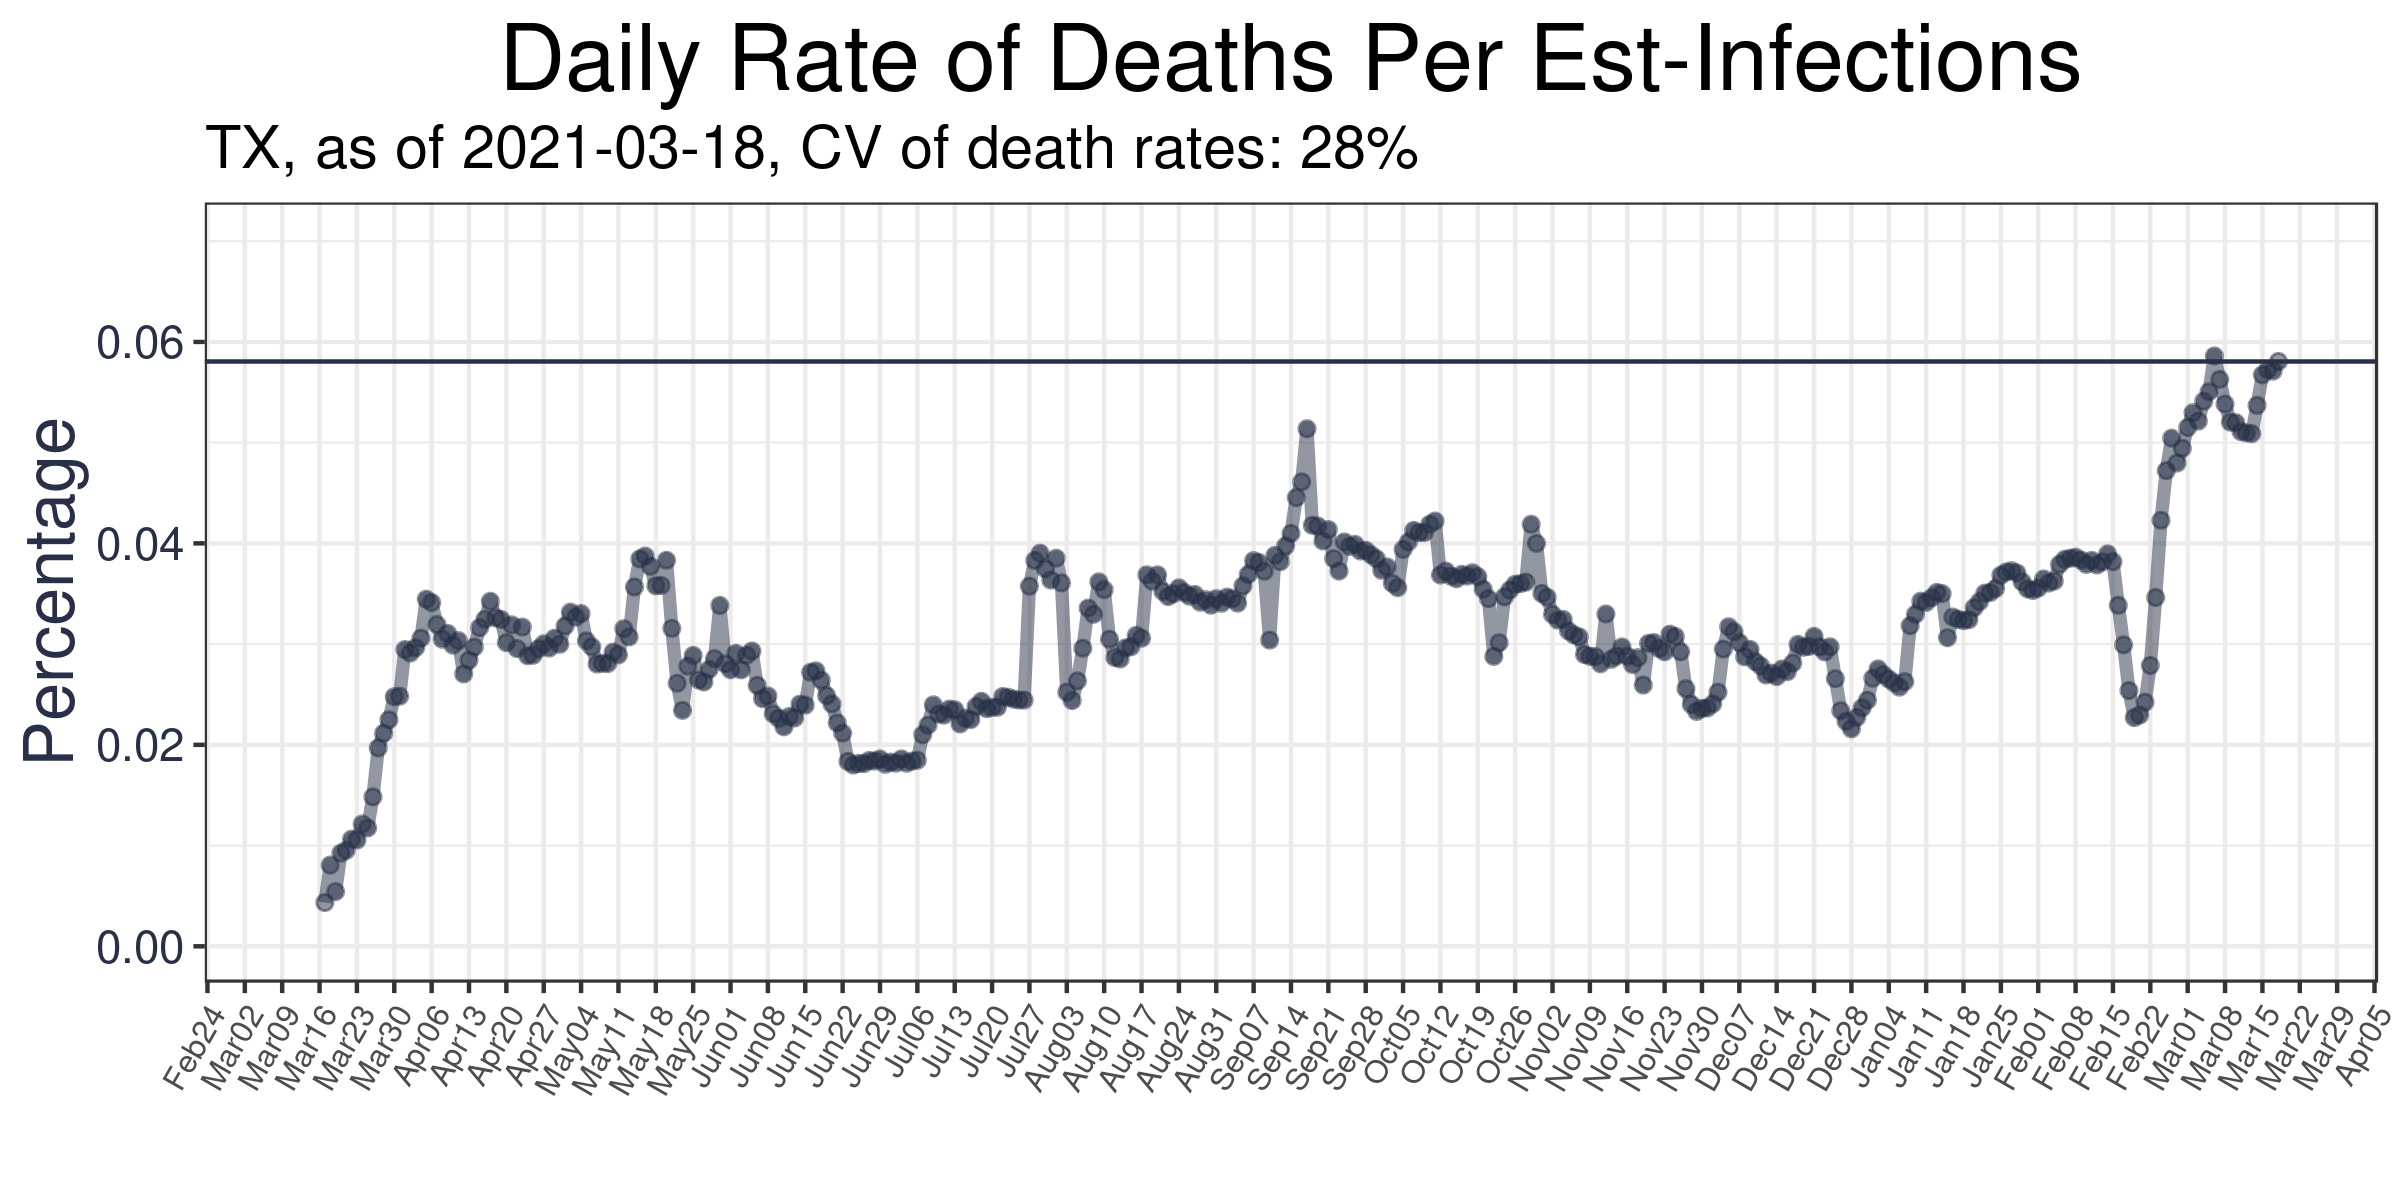 Daily Rate of Deaths Per Est-Infections
TX, as of 2021-03-18, CV of death rates: 28%
Percentage
0.06
0.04
0.02
0.00
Feb24 Mar02 Mar09 Mar16 Mar23 Mar30 Apr06 Apr13 Apr20 Apr27 May04 May11 May18 May25 Jun01 Jun08 Jun15 Jun22 Jun29 Jul06 Jul13 Jul20 Jul27 Aug03 Aug10 Aug17 Aug24 Aug31 Sep07 Sep14 Sep21 Sep28 Oct05 Oct12 Oct19 Oct26 Nov02 Nov09 Nov16 Nov23 Nov30 Nov07 Dec14 Dec21 Dec28 Dec04 Jan11 Jan18 Jan25 Feb01 Feb08 Feb15 Feb22 Mar01 Mar08 Mar15 Mar22 Mar29 Apr05